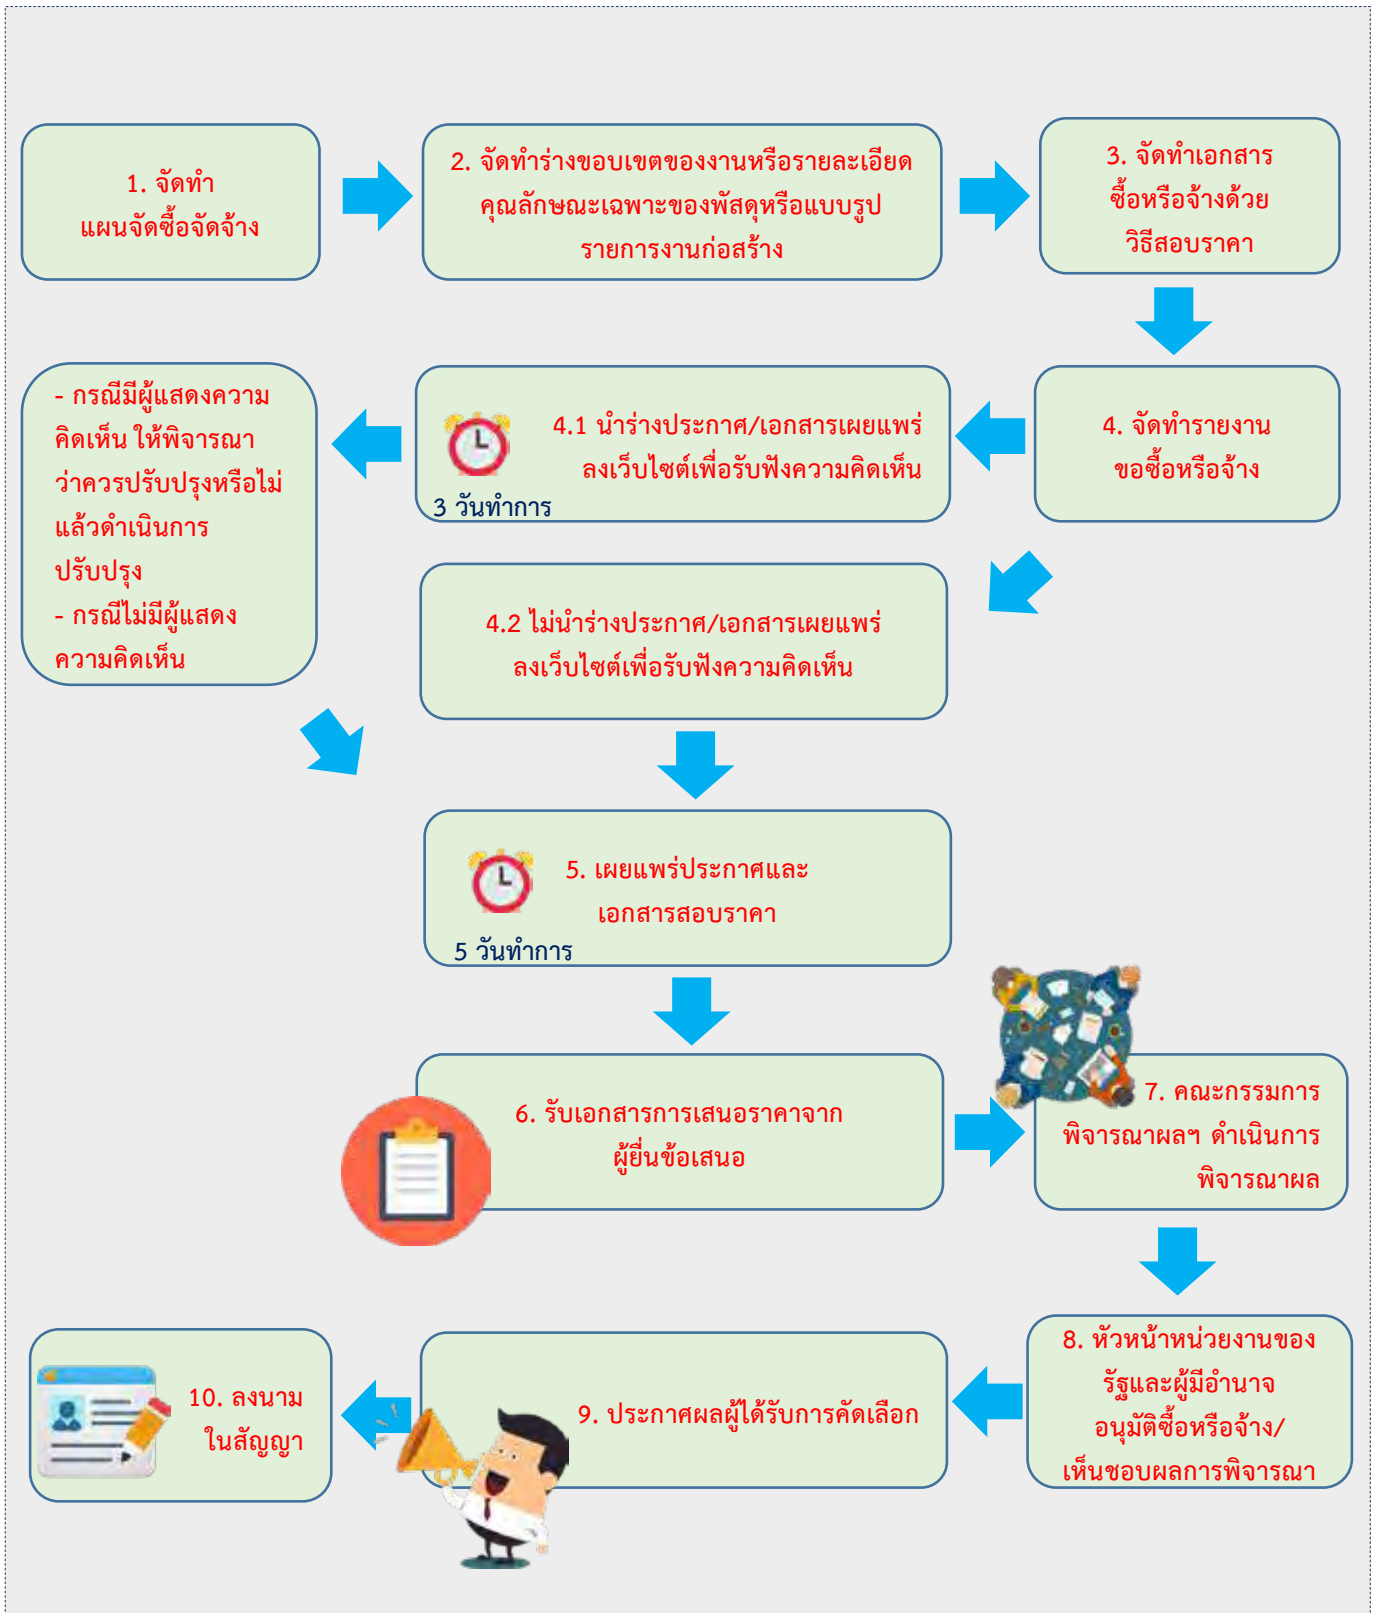 1. จัดทำ
แผนจัดซื้อจัดจ้าง
2. จัดทำร่างขอบเขตของงานหรือรายละเอียด
คุณลักษณะเฉพาะของพัสดุหรือแบบรูป
รายการงานก่อสร้าง
3. จัดทำเอกสาร
ซื้อหรือจ้างด้วย
วิธีสอบราคา
4. จัดทำรายงาน
ขอซื้อหรือจ้าง
4.1 นำร่างประกาศ/เอกสารเผยแพร่
ลงเว็บไซต์เพื่อรับฟังความคิดเห็น
3 วันทำการ
- กรณีมีผู้แสดงความ
คิดเห็น ให้พิจารณา
ว่าควรปรับปรุงหรือไม่
แล้วดำเนินการ
ปรับปรุง
- กรณีไม่มีผู้แสดง
ความคิดเห็น
4.2 ไม่นำร่างประกาศ/เอกสารเผยแพร่
ลงเว็บไซต์เพื่อรับฟังความคิดเห็น
5. เผยแพร่ประกาศและ
เอกสารสอบราคา
5 วันทำการ
6. รับเอกสารการเสนอราคาจาก
ผู้ยื่นข้อเสนอ
7. คณะกรรมการ
พิจารณาผลฯ ดำเนินการ
พิจารณาผล
8. หัวหน้าหน่วยงานของ
รัฐและผู้มีอำนาจ
อนุมัติซื้อหรือจ้าง/
เห็นชอบผลการพิจารณา
9. ประกาศผลผู้ได้รับการคัดเลือก
10. ลงนาม
ในสัญญา